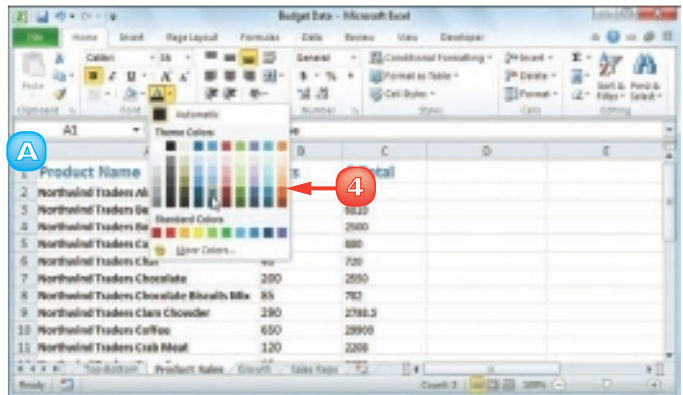 Budget Data - Microsoft Excel
File Home Insert Page Layout Formulas Data Review View Developer
Calibri 16 General Conditional Formatting Insert
Format as Table Delete
Paste Cell Styles Format Sort & Filter Find & Select
Clipboard Font Number Styles Cells Editing
A1
Automatic
Theme Colors
Standard Colors
More Colors...
A
4
B C D E
1 Product Name Total
2 Northwind Traders
3 Northwind Traders
4 Northwind Traders 2500
5 Northwind Traders 880
6 Northwind Traders Chai 720
7 Northwind Traders Chocolate 200 2550
8 Northwind Traders Chocolate Biscuits Mix 85 782
9 Northwind Traders Clam Chowder 290 2798.5
10 Northwind Traders Coffee 650 29900
11 Northwind Traders Crab Meat 120 2208
Top-Bottom Product Sales Growth Sales Reps
Ready Count: 3 100%